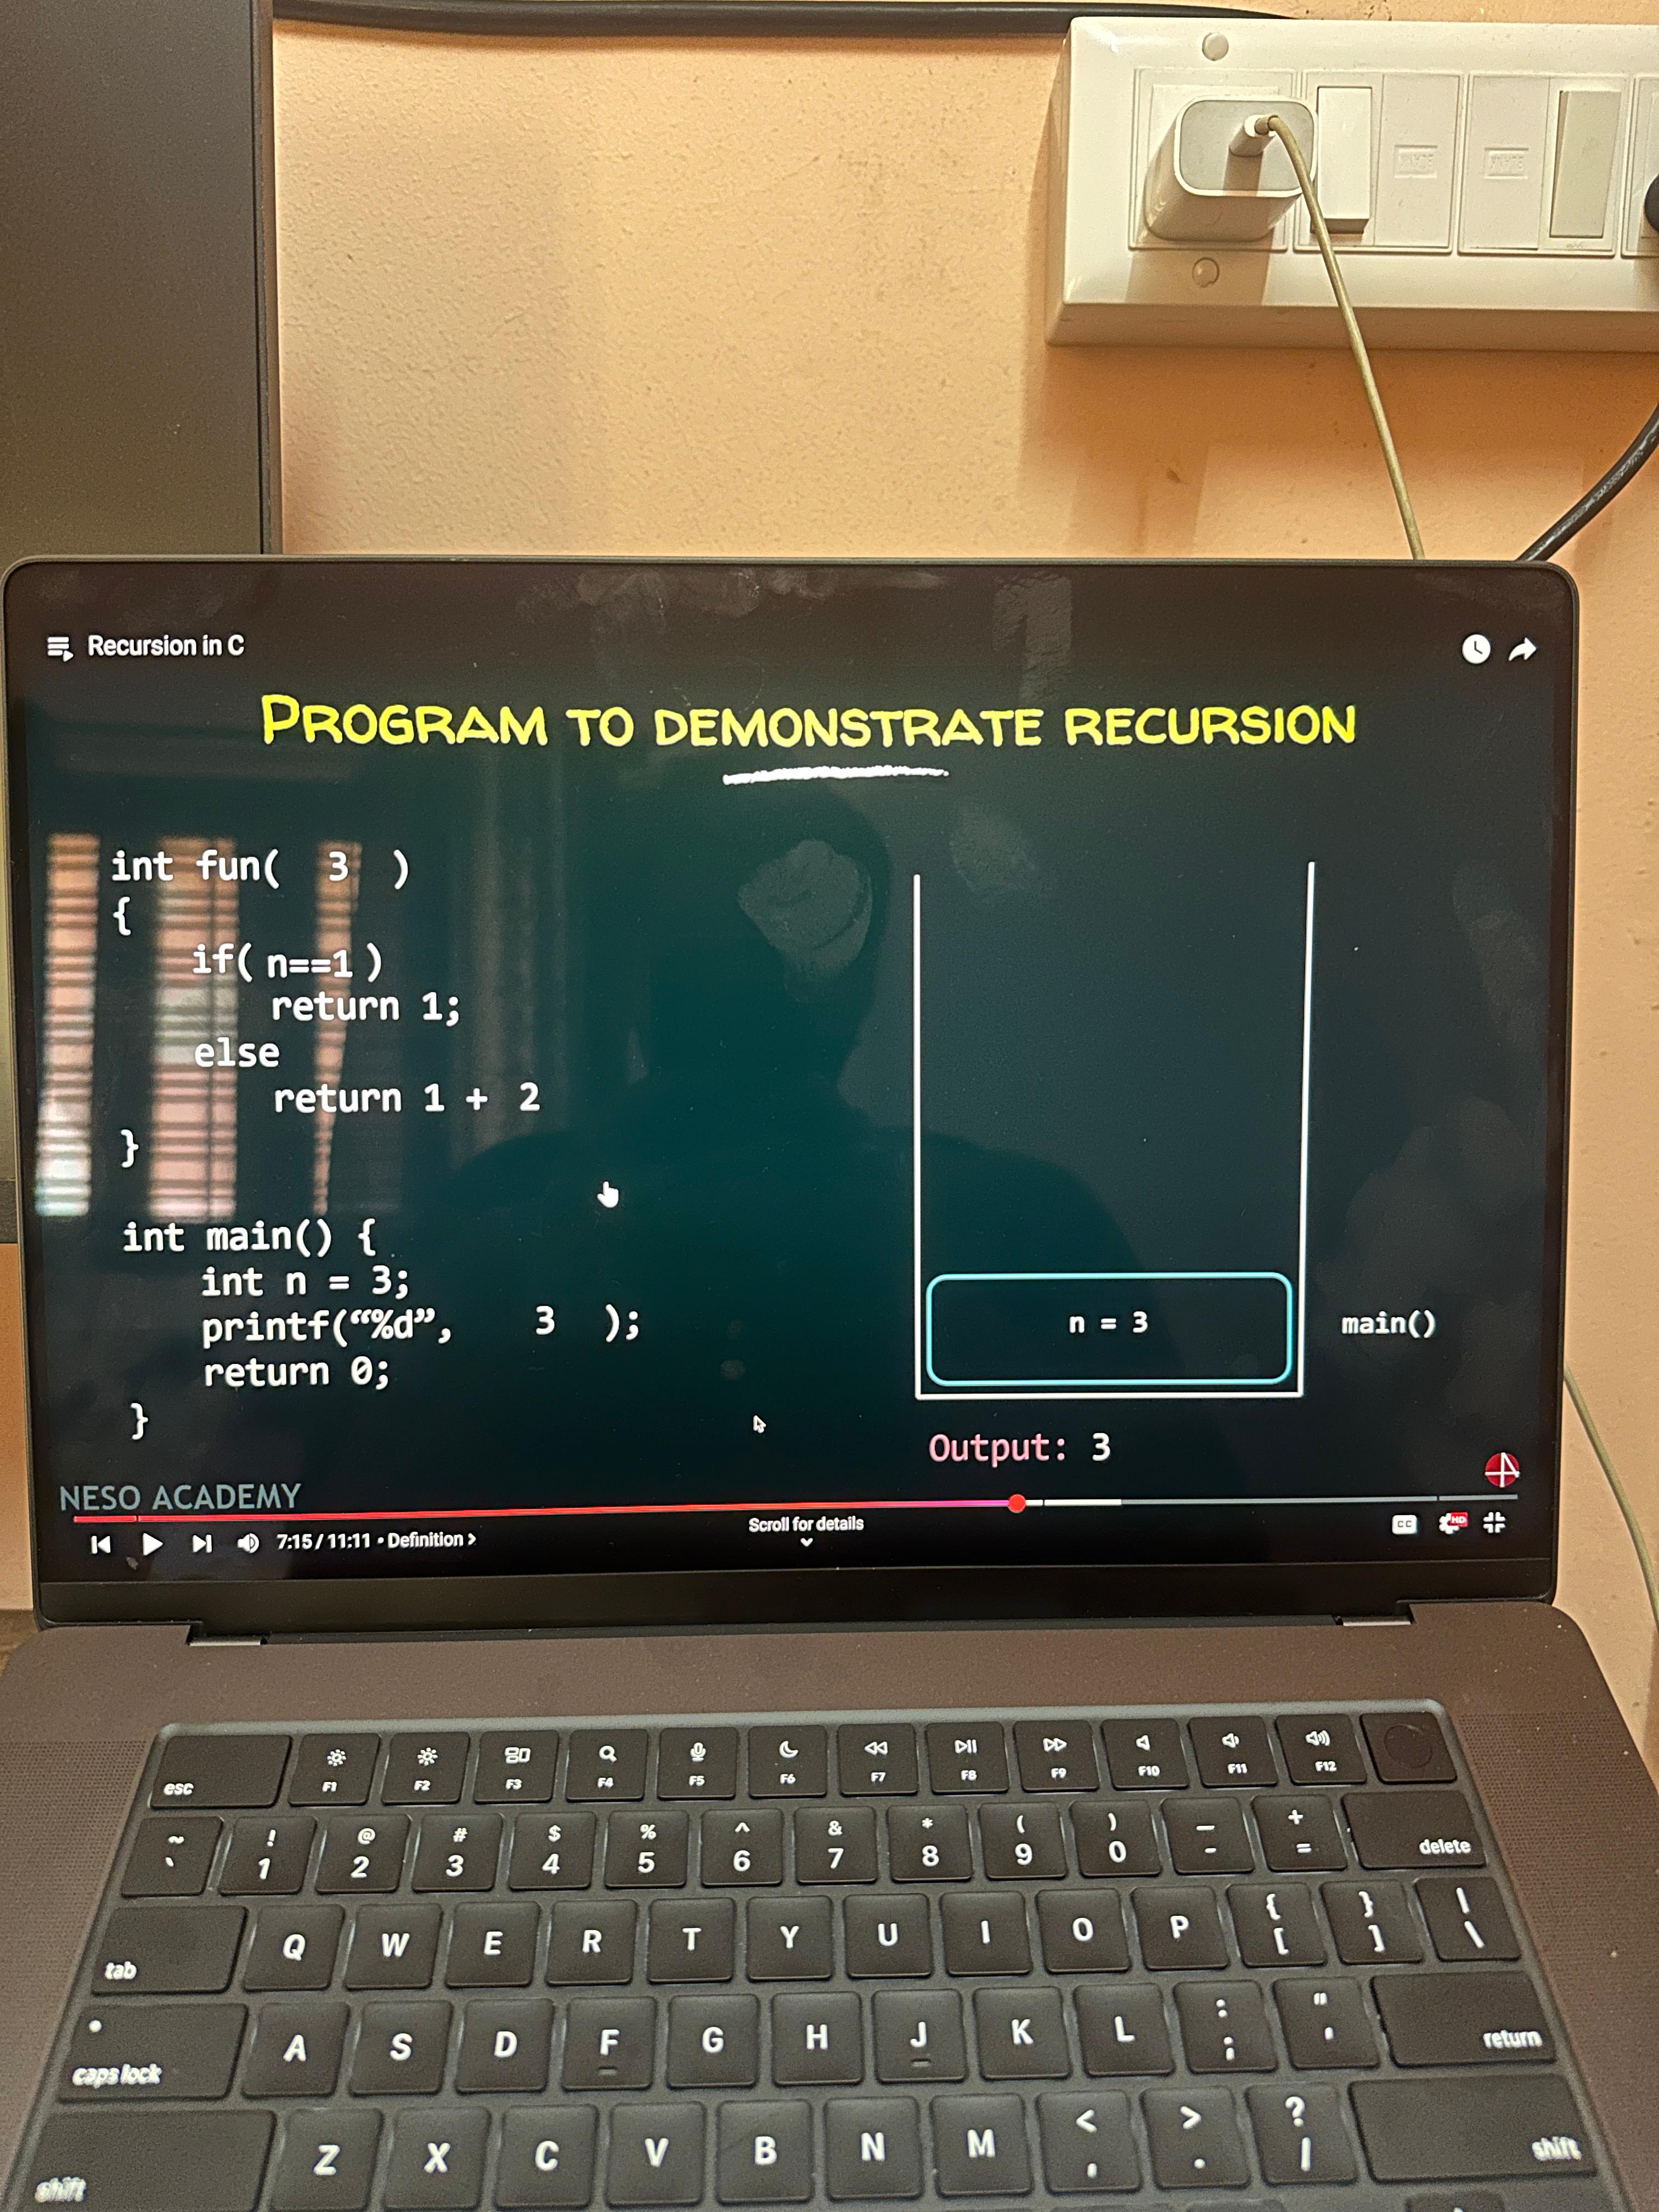 Recursion in C
PROGRAM TO DEMONSTRATE RECURSION
int fun( 3 )
{
if( n==1 )
return 1;
else
return 1 + 2
}
int main() {
int n = 3;
printf(“%d”, 3 );
return 0;
}
n = 3
main()
Output: 3
NESO ACADEMY
7:15 / 11:11 • Definition >
Scroll for details
CC
HD
esc F1 F2 F3 F4 F5 F6 F7 F8 F9 F10 F11 F12
~ ! @ # $ % ^ & * ( ) — +
` 1 2 3 4 5 6 7 8 9 0 - = delete
tab Q W E R T Y U I O P { [ } ] | \
caps lock A S D F G H J K L : ; " ' return
shift Z X C V B N M < , > . ? / shift